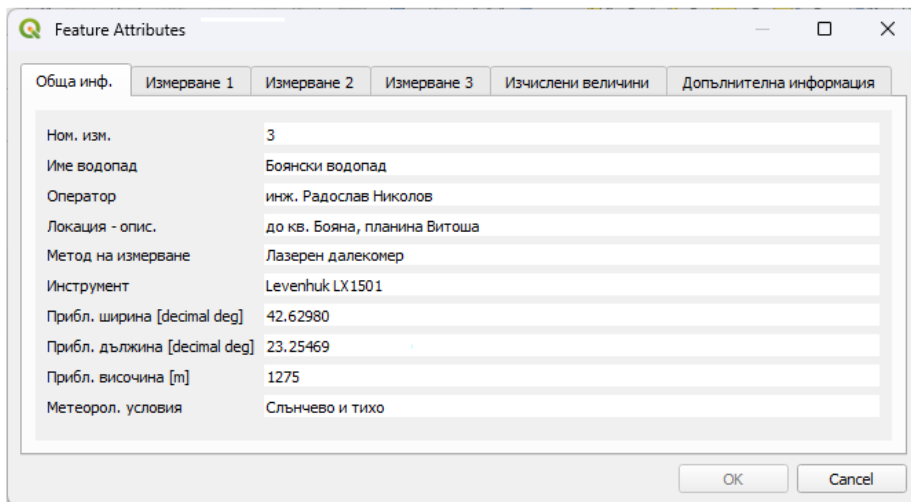 Feature Attributes
Обща инф. Измерване 1 Измерване 2 Измерване 3 Изчислени величини Допълнителна информация
Ном. изм. 3
Име водопад Боянски водопад
Оператор инж. Радослав Николов
Локация - опис. до кв. Бояна, планина Витоша
Метод на измерване Лазерен далекомер
Инструмент Levenhuk LX1501
Прибл. ширина [decimal deg] 42.62980
Прибл. дължина [decimal deg] 23.25469
Прибл. височина [m] 1275
Метеорол. условия Слънчево и тихо
OK Cancel